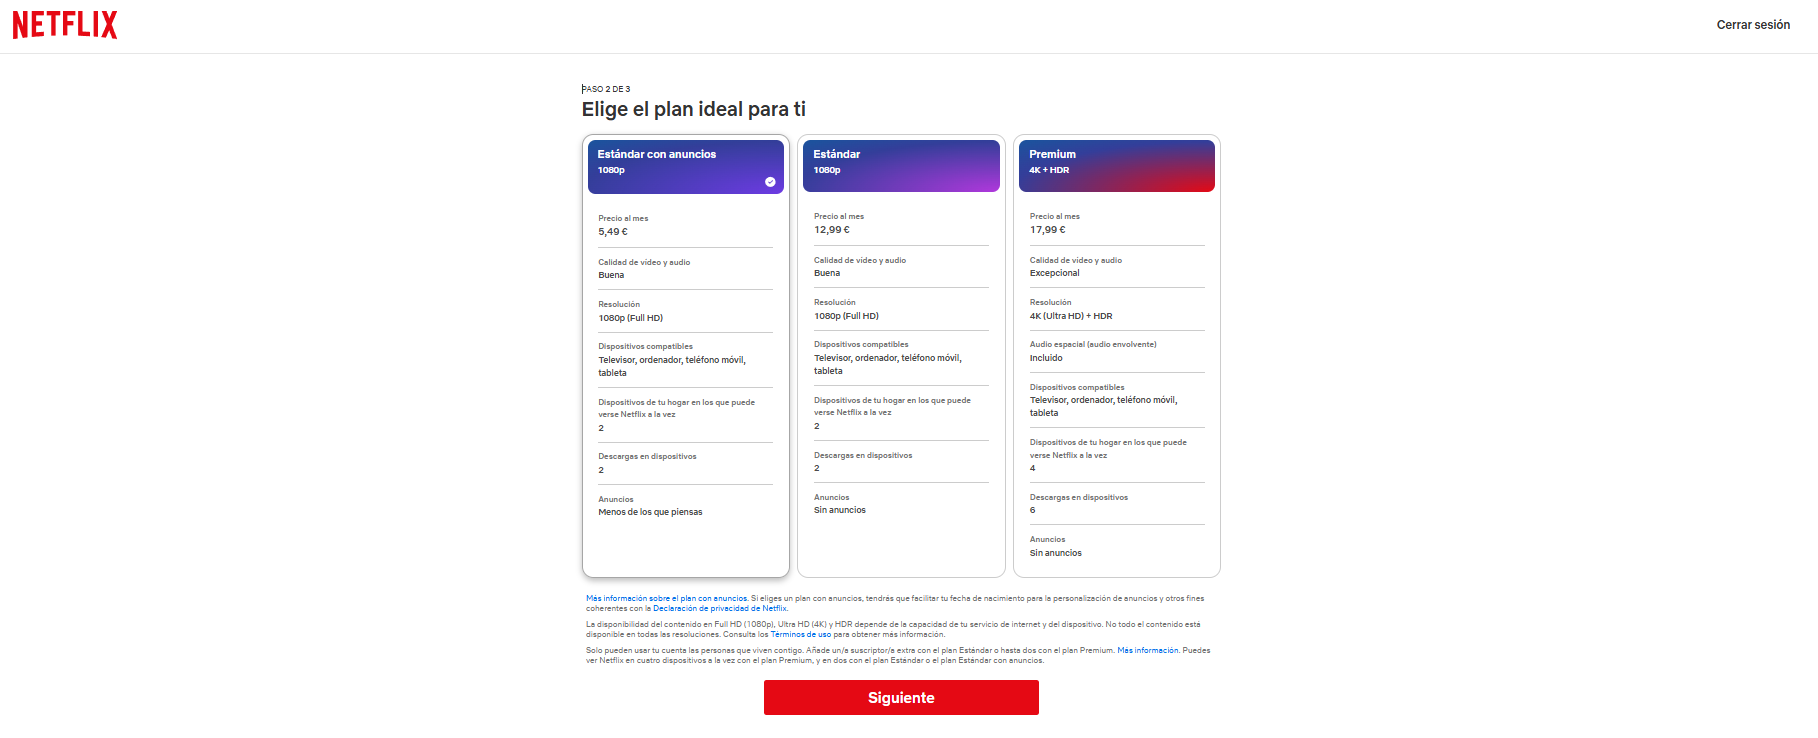 NETFLIX
Cerrar sesión
PASO 2 DE 3
Elige el plan ideal para ti
Estándar con anuncios
1080p
Precio al mes
5,49 €
Calidad de vídeo y audio
Buena
Resolución
1080p (Full HD)
Dispositivos compatibles
Televisor, ordenador, teléfono móvil,
tableta
Dispositivos de tu hogar en los que puede
verse Netflix a la vez
2
Descargas en dispositivos
2
Anuncios
Menos de los que piensas
Estándar
1080p
Precio al mes
12,99 €
Calidad de vídeo y audio
Buena
Resolución
1080p (Full HD)
Dispositivos compatibles
Televisor, ordenador, teléfono móvil,
tableta
Dispositivos de tu hogar en los que puede
verse Netflix a la vez
2
Descargas en dispositivos
2
Anuncios
Sin anuncios
Premium
4K + HDR
Precio al mes
17,99 €
Calidad de vídeo y audio
Excepcional
Resolución
4K (Ultra HD) + HDR
Audio espacial (audio envolvente)
Incluido
Dispositivos compatibles
Televisor, ordenador, teléfono móvil,
tableta
Dispositivos de tu hogar en los que puede
verse Netflix a la vez
4
Descargas en dispositivos
6
Anuncios
Sin anuncios
Más información sobre el plan con anuncios. Si eliges un plan con anuncios, tendrás que facilitar tu fecha de nacimiento para la personalización de anuncios y otros fines
coherentes con la Declaración de privacidad de Netflix.
La disponibilidad del contenido en Full HD (1080p), Ultra HD (4K) y HDR depende de la capacidad de tu servicio de internet y del dispositivo. No todo el contenido está
disponible en todas las resoluciones. Consulta los Términos de uso para obtener más información.
Solo pueden usar tu cuenta las personas que viven contigo. Añade un/a suscriptor/a extra con el plan Estándar o hasta dos con el plan Premium. Más información. Puedes
ver Netflix en cuatro dispositivos a la vez con el plan Premium, y en dos con el plan Estándar o el plan Estándar con anuncios.
Siguiente